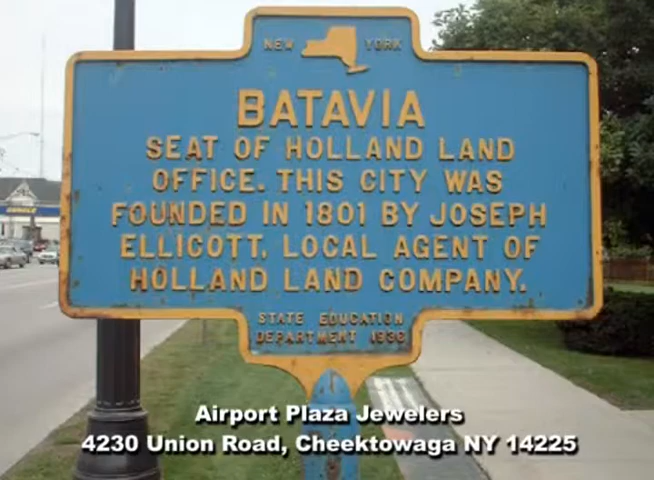 NEW YORK
BATAVIA
SEAT OF HOLLAND LAND
OFFICE. THIS CITY WAS
FOUNDED IN 1801 BY JOSEPH
ELLICOTT, LOCAL AGENT OF
HOLLAND LAND COMPANY.
STATE EDUCATION
DEPARTMENT 1936
Airport Plaza Jewelers
4230 Union Road, Cheektowaga NY 14225